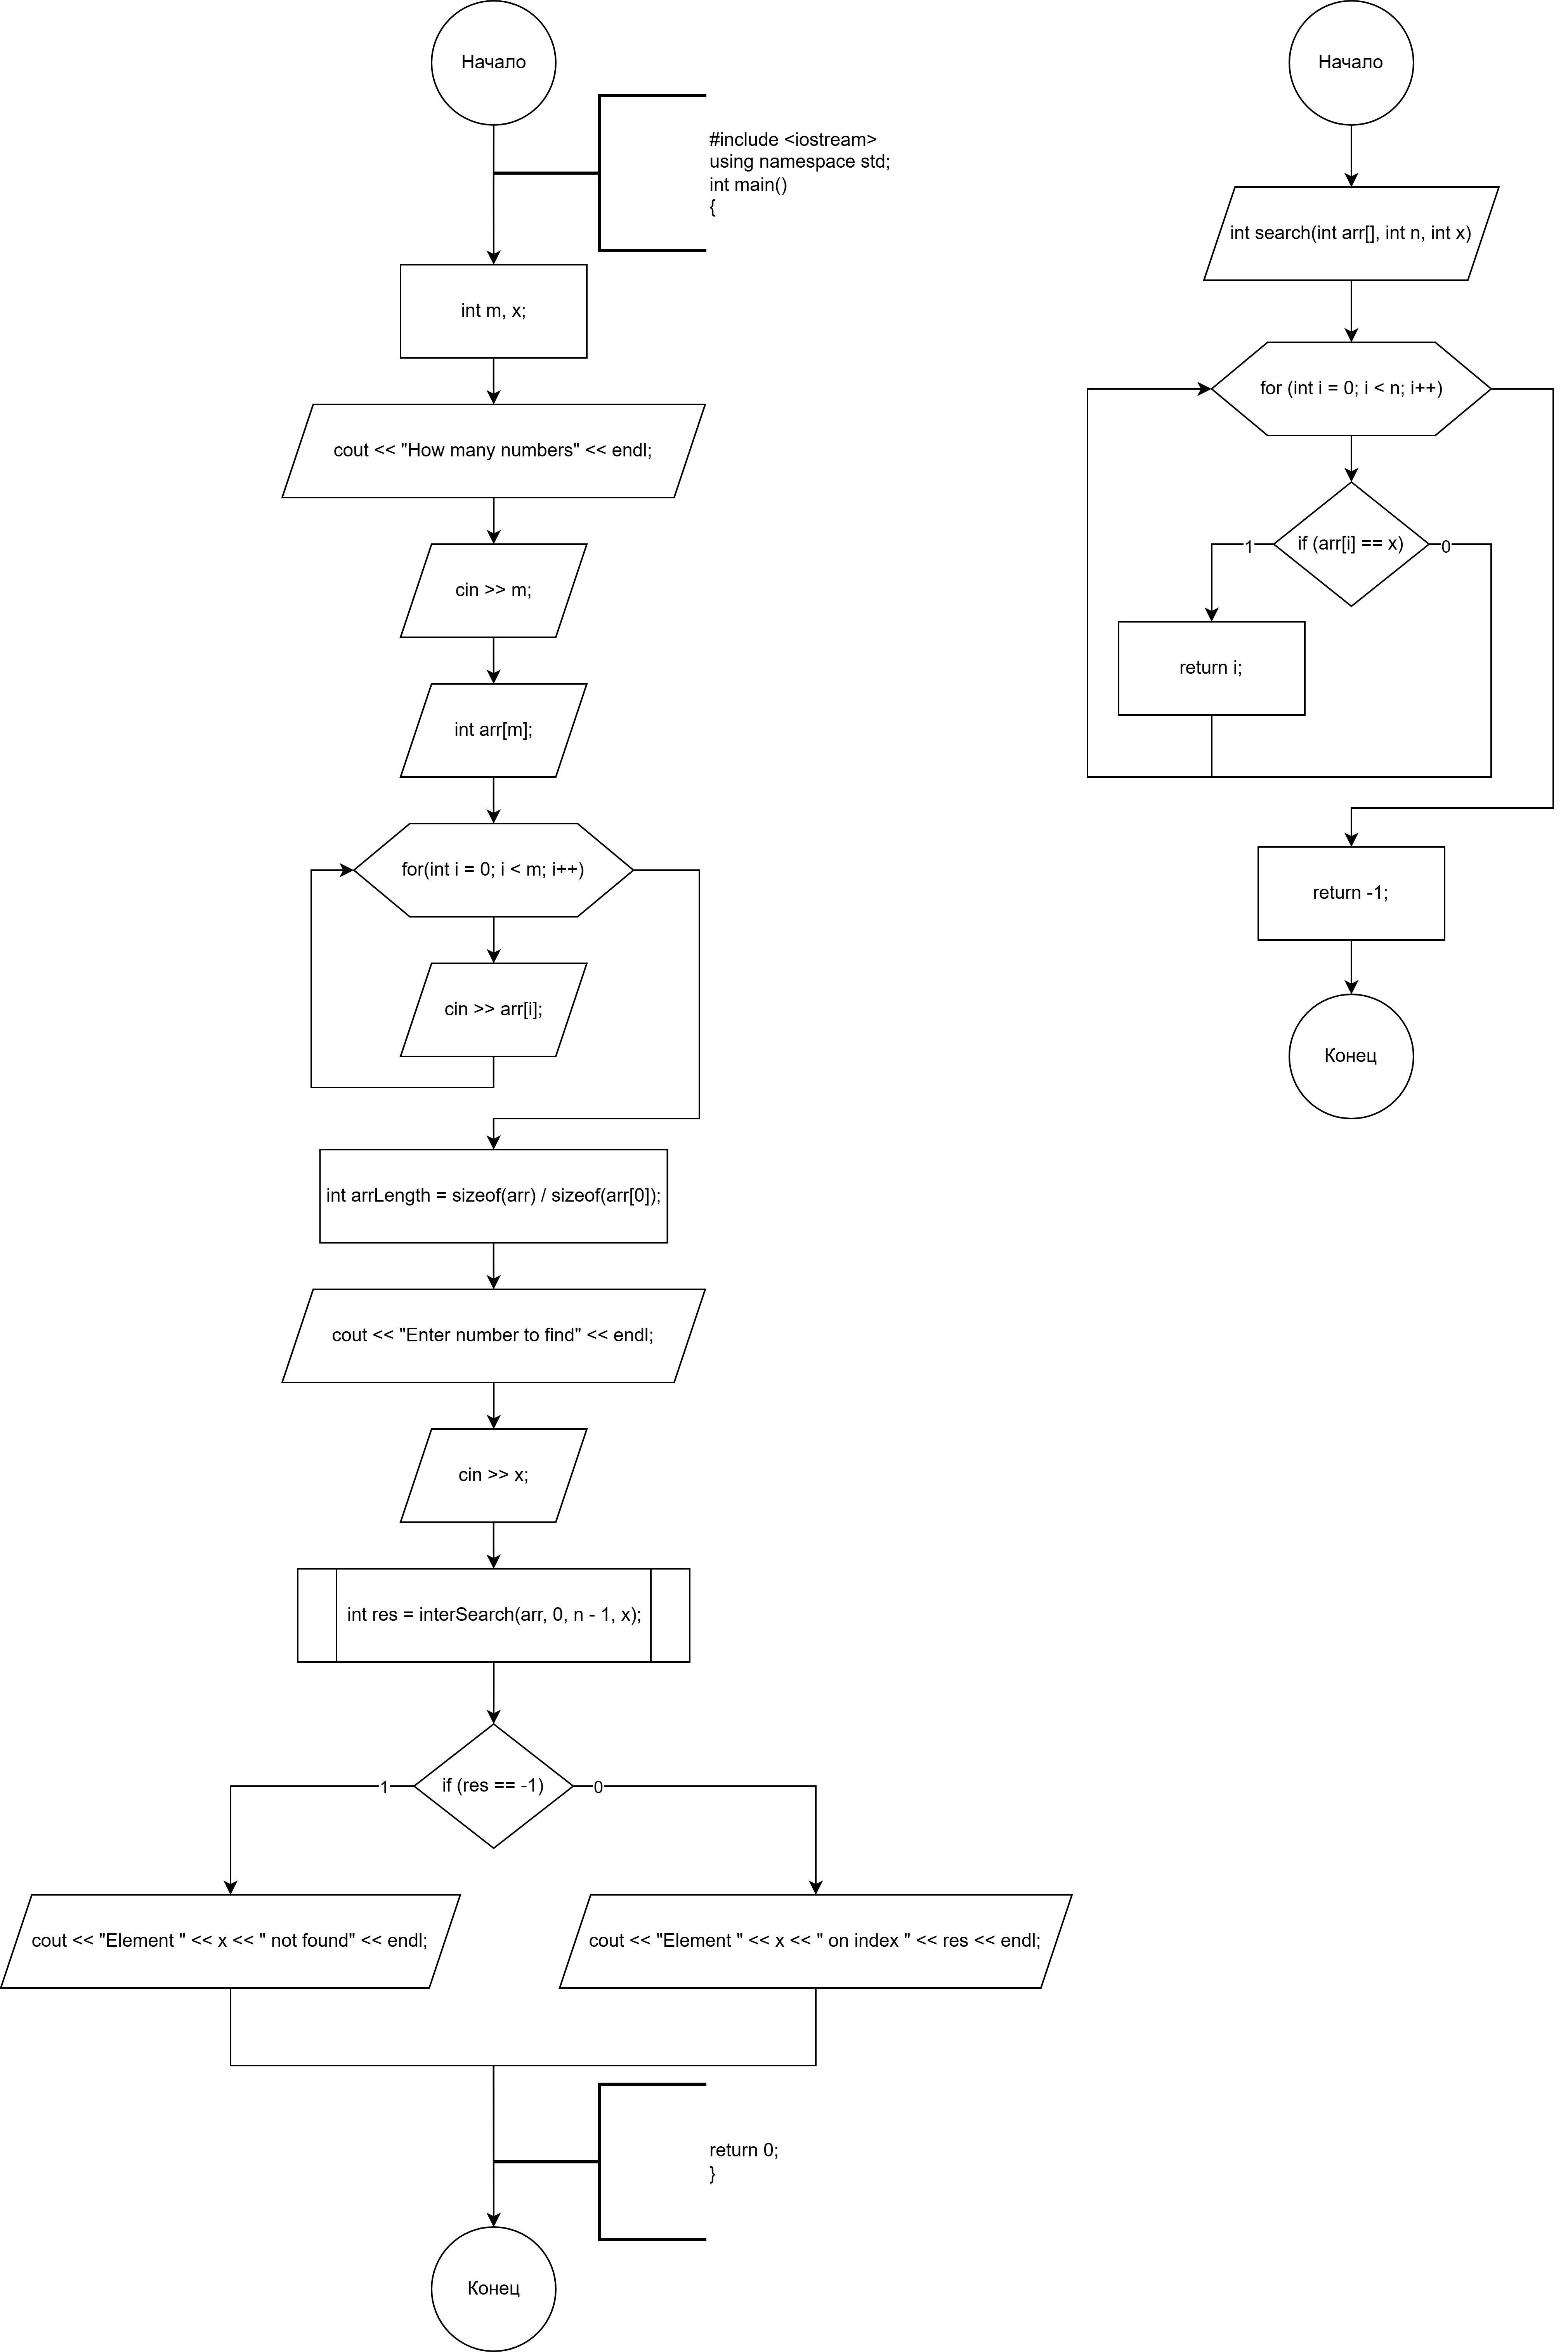 Начало
#include <iostream>
using namespace std;
int main()
{
int m, x;
cout << "How many numbers" << endl;
cin >> m;
int arr[m];
for(int i = 0; i < m; i++)
cin >> arr[i];
int arrLength = sizeof(arr) / sizeof(arr[0]);
cout << "Enter number to find" << endl;
cin >> x;
int res = interSearch(arr, 0, n - 1, x);
if (res == -1)
1
0
cout << "Element " << x << " not found" << endl;
cout << "Element " << x << " on index " << res << endl;
return 0;
}
Конец
Начало
int search(int arr[], int n, int x)
for (int i = 0; i < n; i++)
if (arr[i] == x)
1
0
return i;
return -1;
Конец